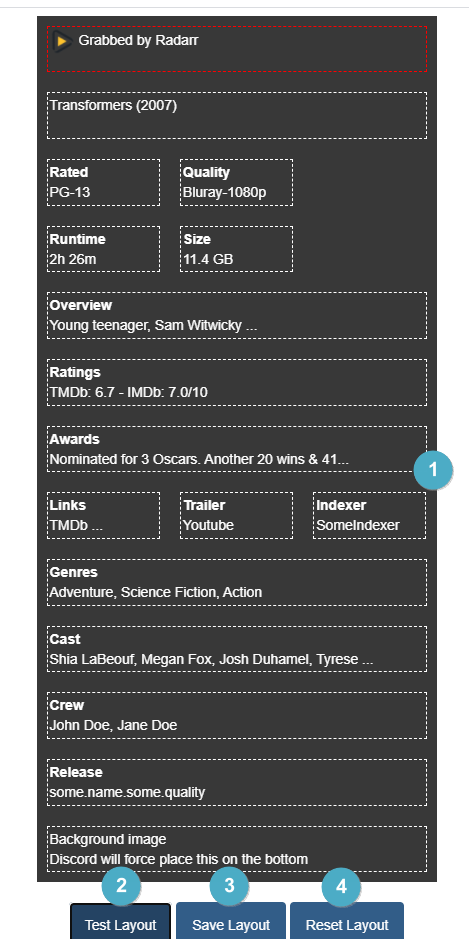 Grabbed by Radarr
Transformers (2007)
Rated Quality
PG-13 Bluray-1080p
Runtime Size
2h 26m 11.4 GB
Overview
Young teenager, Sam Witwicky ...
Ratings
TMDb: 6.7 - IMDb: 7.0/10
Awards
Nominated for 3 Oscars. Another 20 wins & 41...
1
Links Trailer Indexer
TMDb ... Youtube SomeIndexer
Genres
Adventure, Science Fiction, Action
Cast
Shia LaBeouf, Megan Fox, Josh Duhamel, Tyrese ...
Crew
John Doe, Jane Doe
Release
some.name.some.quality
Background image
Discord will force place this on the bottom
2 3 4
Test Layout Save Layout Reset Layout